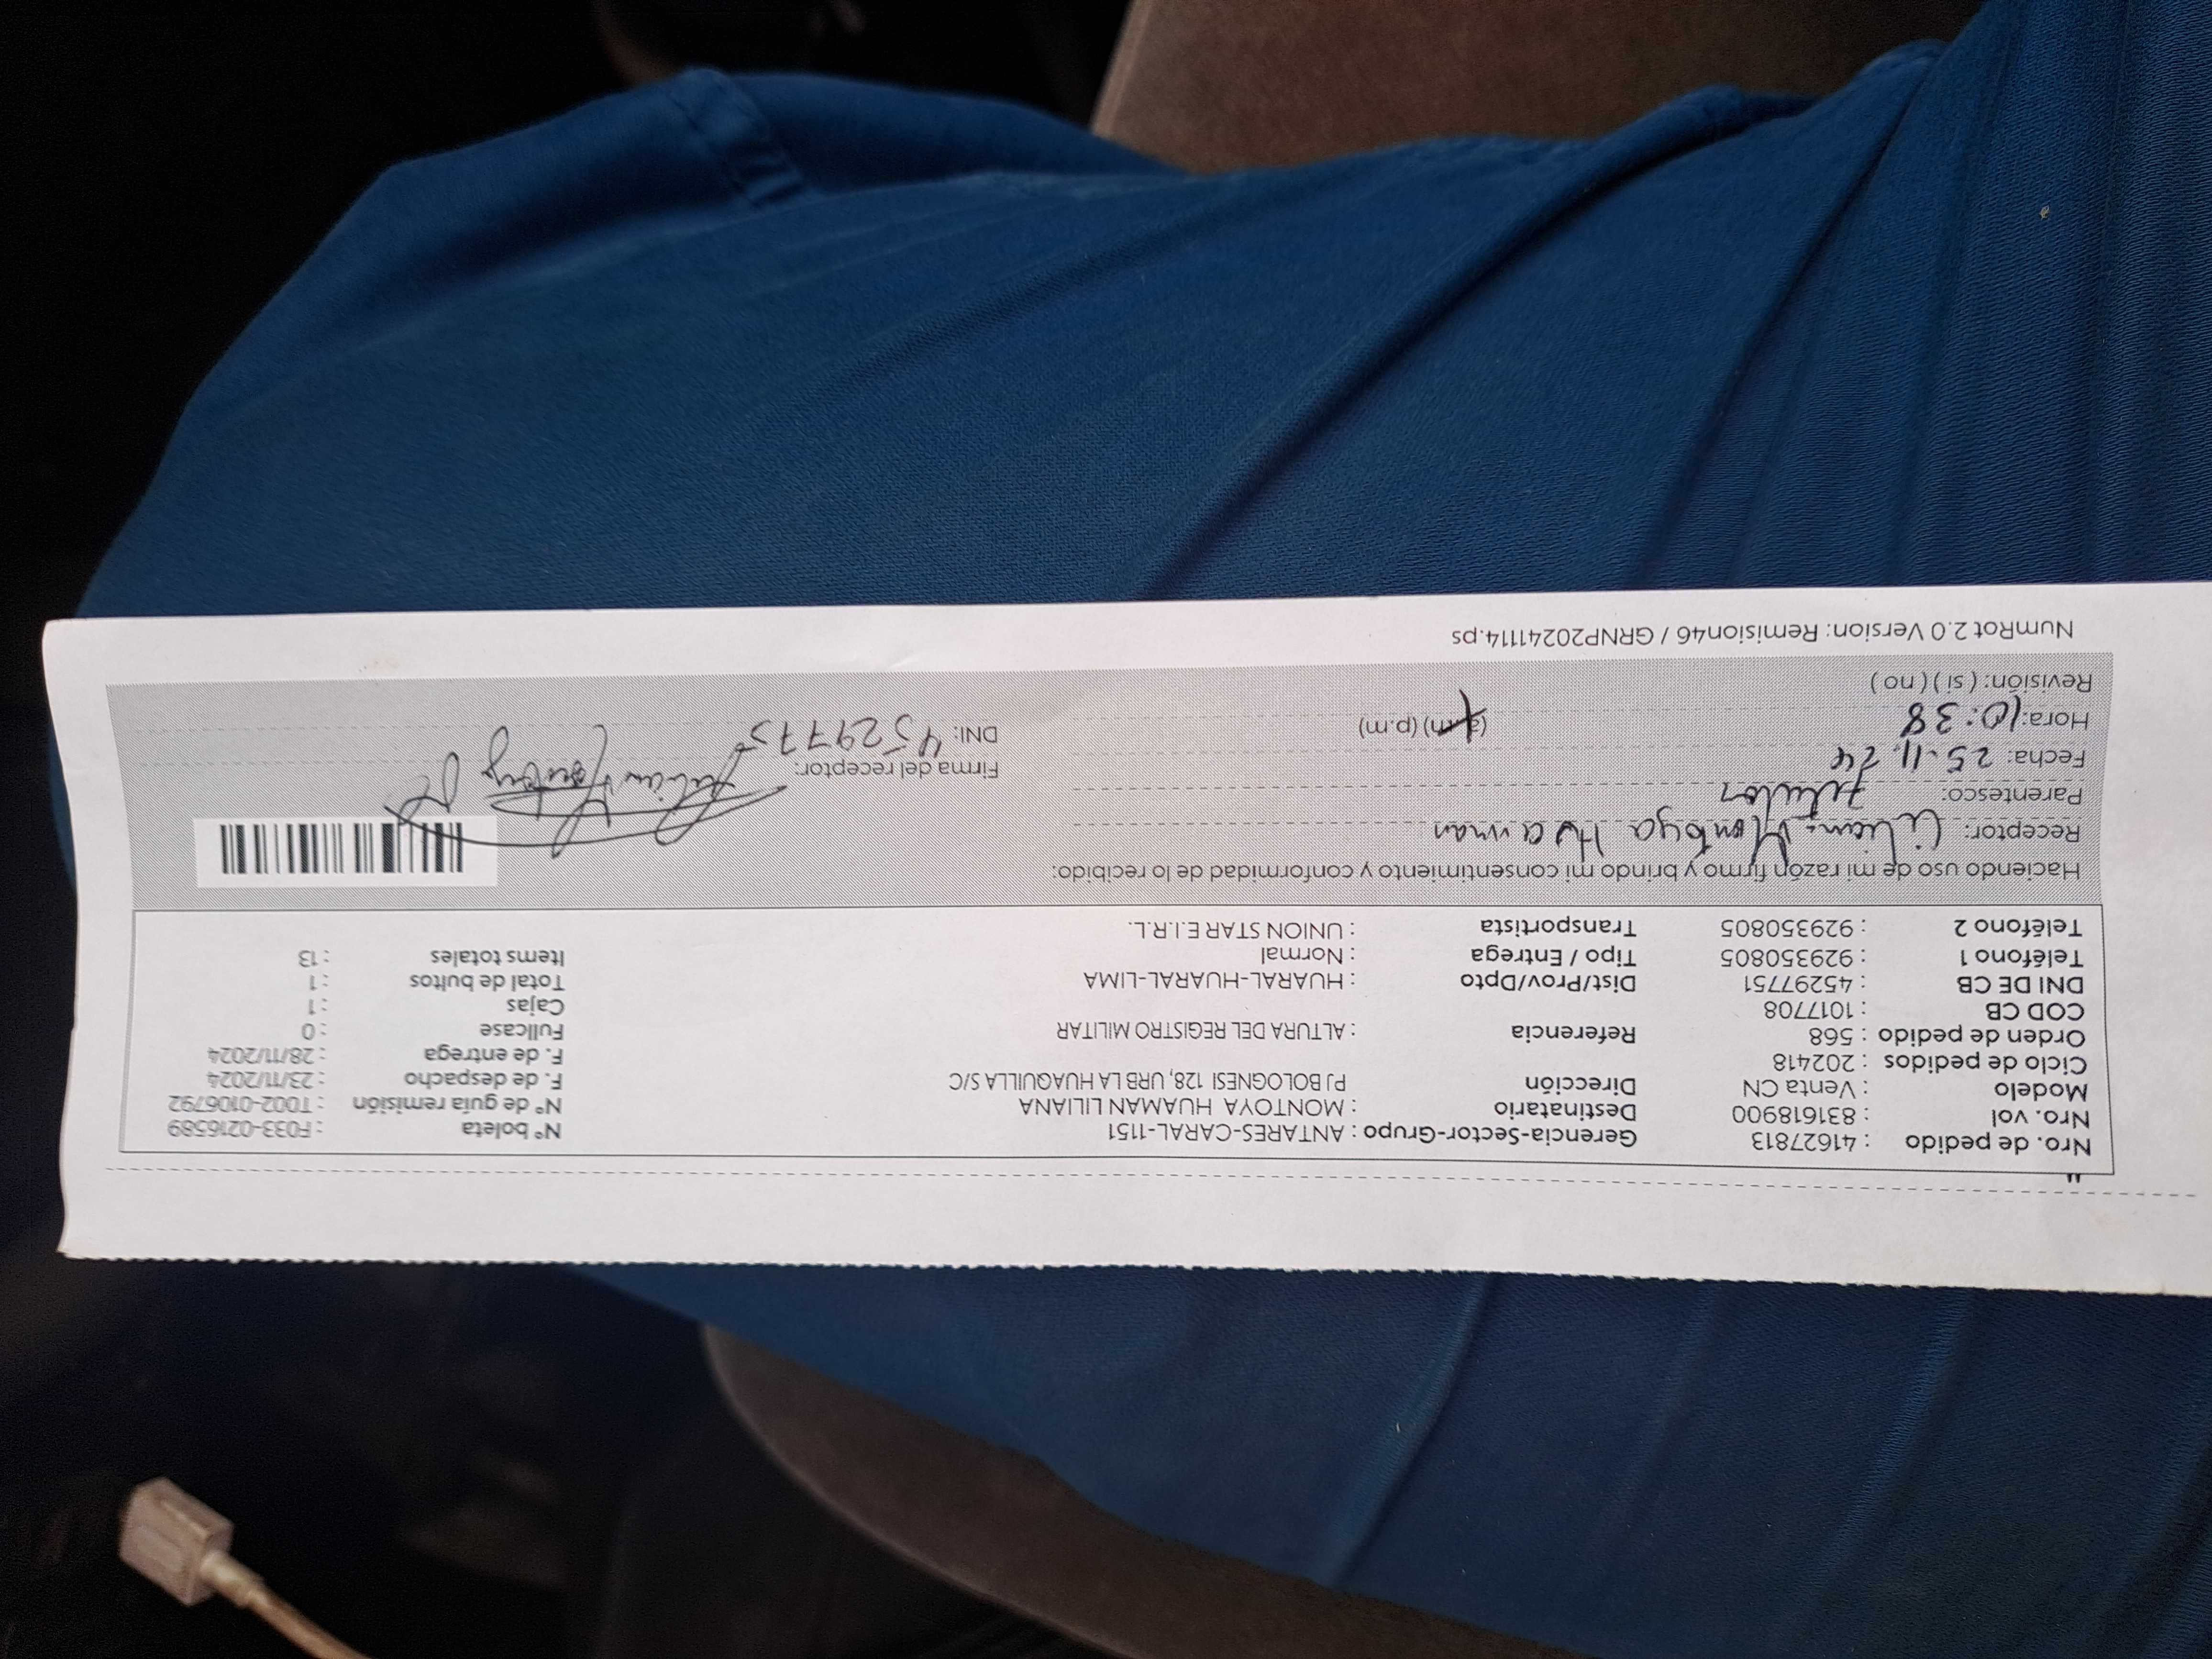 Nro. de pedido : 41627813 Gerencia-Sector-Grupo : ANTARES-CARAL-1151 Nº boleta : F033-0216589
Nro. vol : 831618900 Destinatario : MONTOYA HUAMAN LILIANA Nº de guía remisión : T002-0106792
Modelo : Venta CN Dirección PJ BOLOGNESI 128, URB LA HUAQUILLA S/C F. de despacho : 23/11/2024
Ciclo de pedidos : 202418 F. de entrega : 28/11/2024
Orden de pedido : 568 Referencia : ALTURA DEL REGISTRO MILITAR Fullcase : 0
COD CB : 1017708 Cajas : 1
DNI DE CB : 45297751 Dist/Prov/Dpto : HUARAL-HUARAL-LIMA Total de bultos : 1
Teléfono 1 : 929350805 Tipo / Entrega : Normal Items totales : 13
Teléfono 2 : 929350805 Transportista : UNION STAR E.I.R.L.
Haciendo uso de mi razón firmo y brindo mi consentimiento y conformidad de lo recibido:
Receptor: Liliana Montoya Huaman
Parentesco: titular
Fecha: 25.11.24 Firma del receptor:
Hora: 10:38 (a.m) (p.m) DNI: 4529775
Revisión: ( si ) ( no )
NumRot 2.0 Version: Remision46 / GRNP20241114.ps